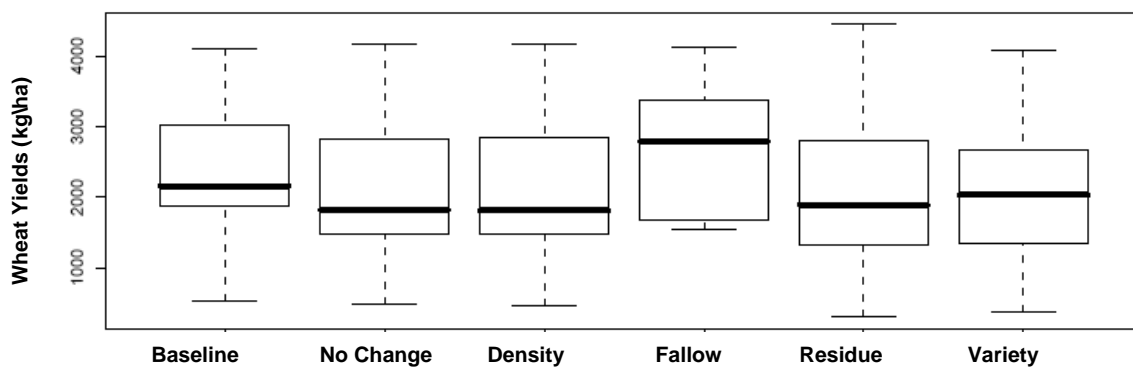 Wheat Yields (kg\ha)
4000
3000
2000
1000
Baseline No Change Density Fallow Residue Variety